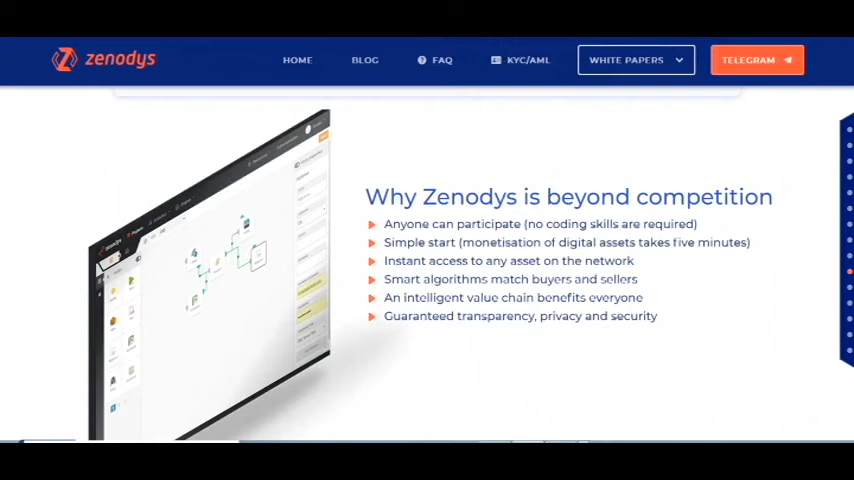 zenodys
HOME
BLOG
FAQ
KYC/AML
WHITE PAPERS
TELEGRAM
Why Zenodys is beyond competition
Anyone can participate (no coding skills are required)
Simple start (monetisation of digital assets takes five minutes)
Instant access to any asset on the network
Smart algorithms match buyers and sellers
An intelligent value chain benefits everyone
Guaranteed transparency, privacy and security